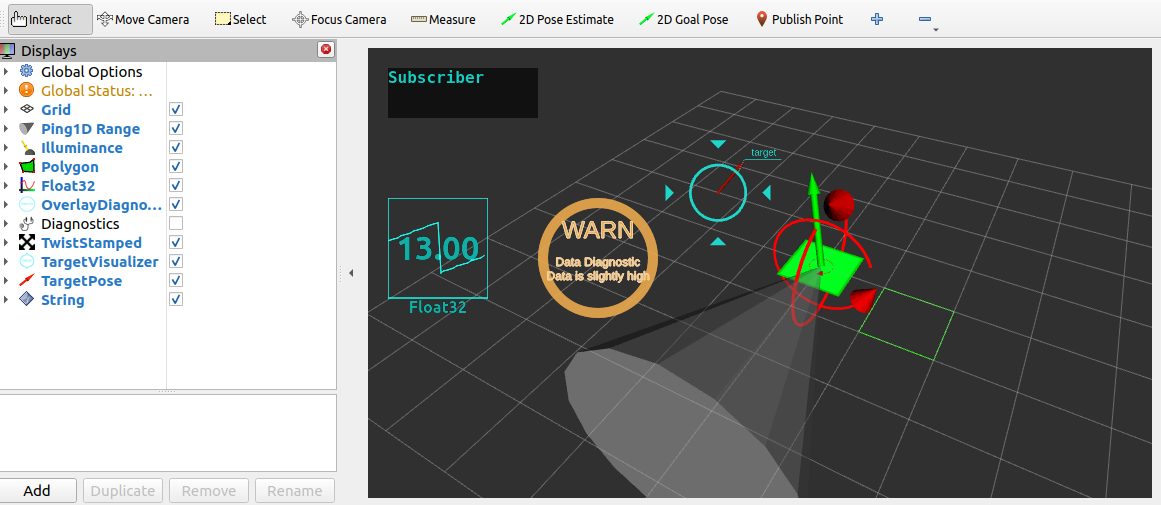 Interact Move Camera Select Focus Camera Measure 2D Pose Estimate 2D Goal Pose Publish Point
Displays
Global Options
Global Status: ...
Grid
Ping1D Range
Illuminance
Polygon
Float32
OverlayDiagno...
Diagnostics
TwistStamped
TargetVisualizer
TargetPose
String
Add Duplicate Remove Rename
Subscriber
target
13.00
Float32
WARN
Data Diagnostic
Data is slightly high